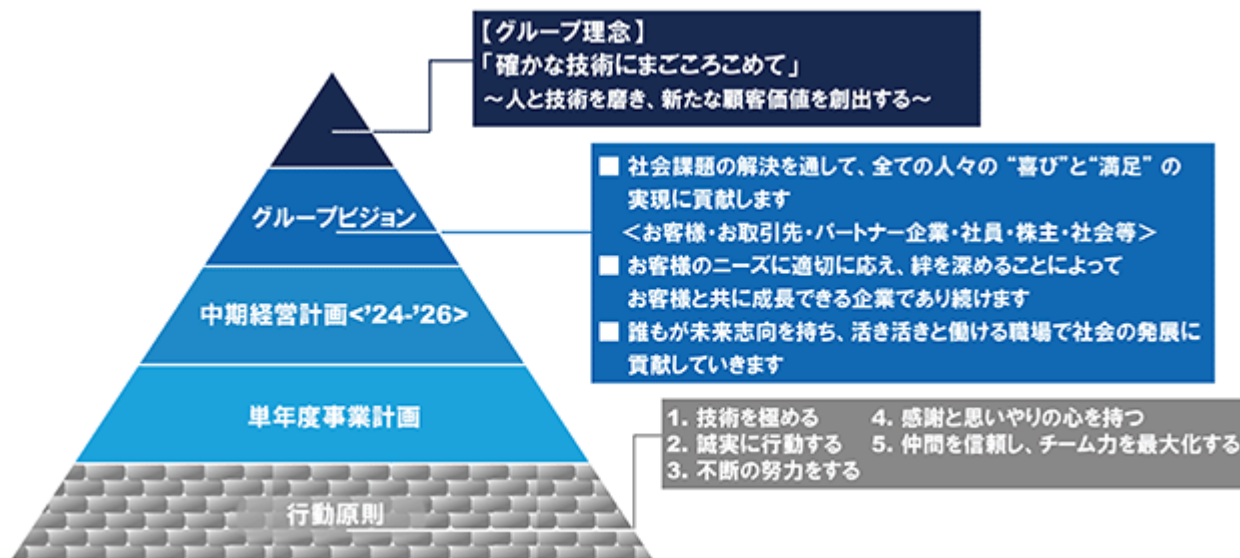 【グループ理念】
「確かな技術にまごころこめて」
～人と技術を磨き、新たな顧客価値を創出する～
グループビジョン
■ 社会課題の解決を通して、全ての人々の “喜び”と“満足” の
実現に貢献します
＜お客様・お取引先・パートナー企業・社員・株主・社会等＞
■ お客様のニーズに適切に応え、絆を深めることによって
お客様と共に成長できる企業であり続けます
■ 誰もが未来志向を持ち、活き活きと働ける職場で社会の発展に
貢献していきます
中期経営計画<'24-'26>
単年度事業計画
行動原則
1. 技術を極める
2. 誠実に行動する
3. 不断の努力をする
4. 感謝と思いやりの心を持つ
5. 仲間を信頼し、チーム力を最大化する